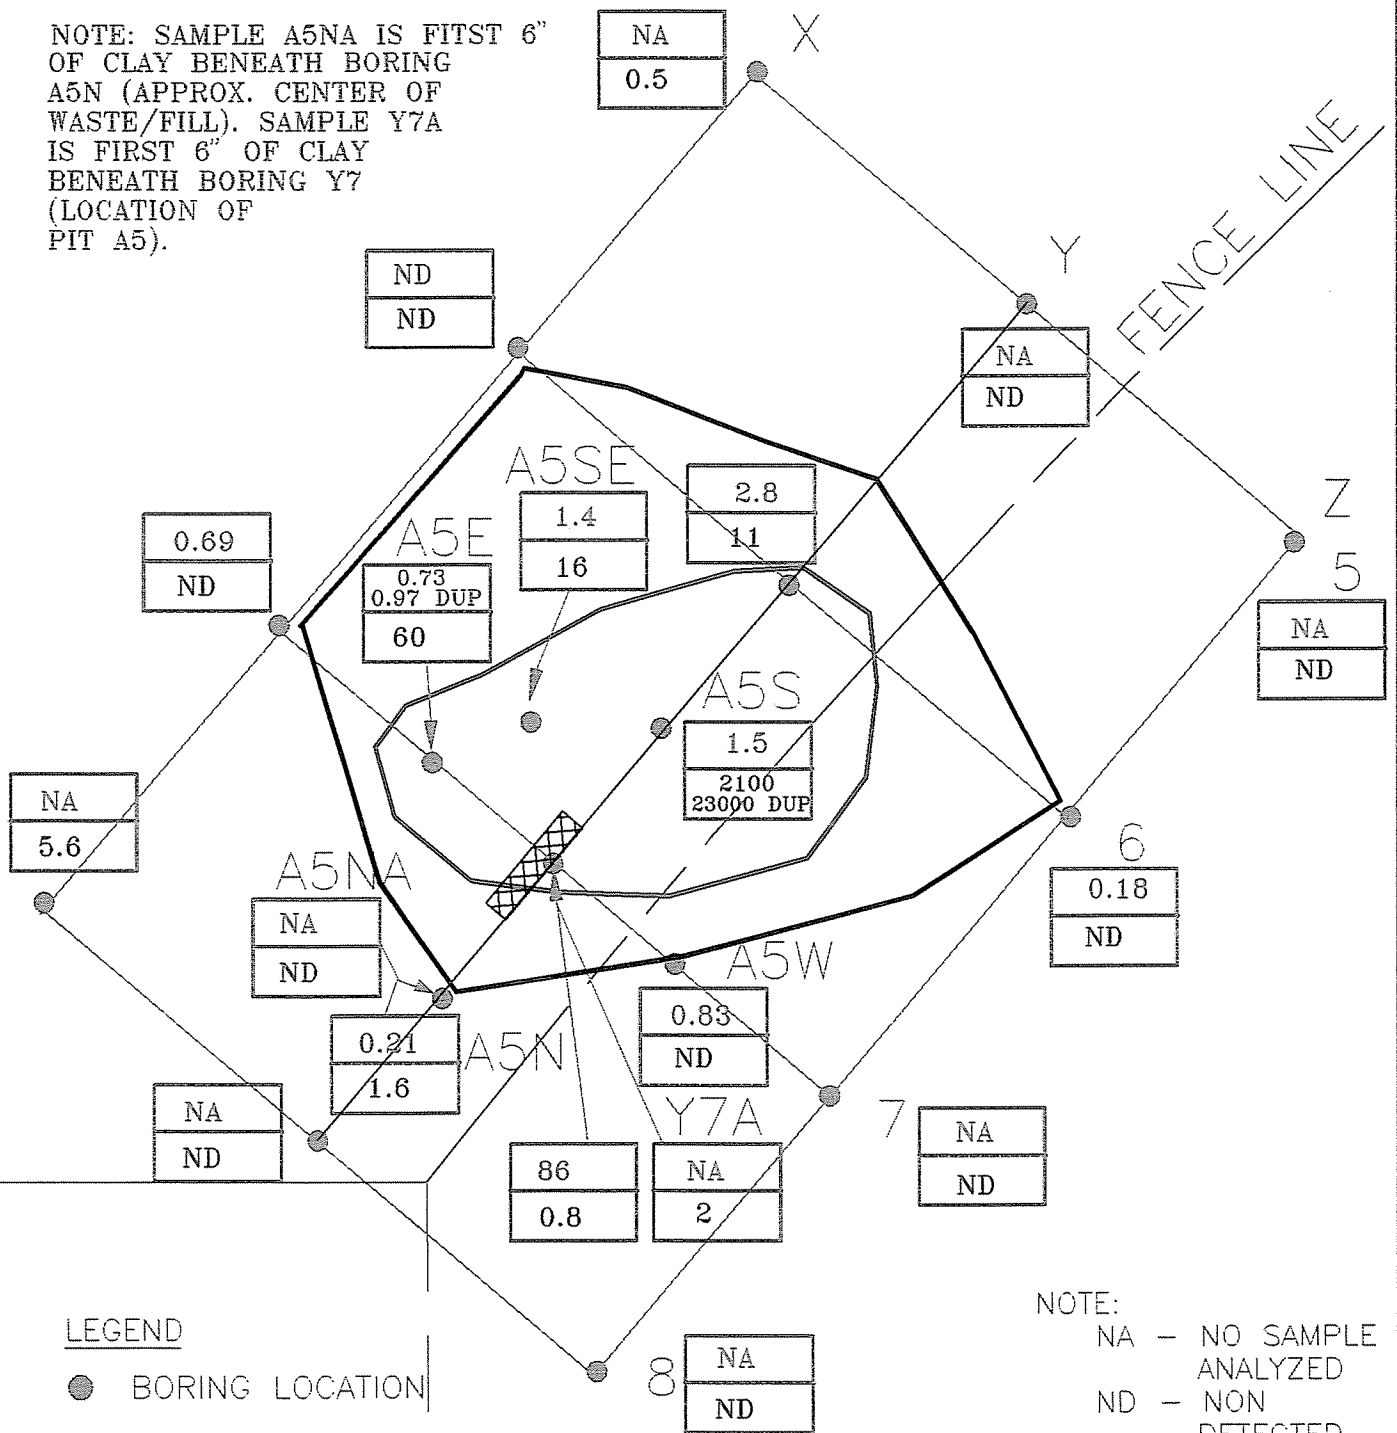 NOTE: SAMPLE A5NA IS FITST 6"
OF CLAY BENEATH BORING
A5N (APPROX. CENTER OF
WASTE/FILL). SAMPLE Y7A
IS FIRST 6" OF CLAY
BENEATH BORING Y7
(LOCATION OF
PIT A5).
NA
0.5
X
FENCE LINE
Y
ND
ND
NA
ND
Z
5
NA
ND
A5SE
1.4
16
2.8
11
A5E
0.73
0.97 DUP
60
0.69
ND
A5S
1.5
2100
23000 DUP
NA
5.6
6
0.18
ND
A5NA
NA
ND
A5W
0.83
ND
0.21
1.6
A5N
NA
ND
Y7A
86
0.8
NA
2
7
NA
ND
8
NA
ND
LEGEND
BORING LOCATION
NOTE:
NA - NO SAMPLE
ANALYZED
ND - NON
DETECTED